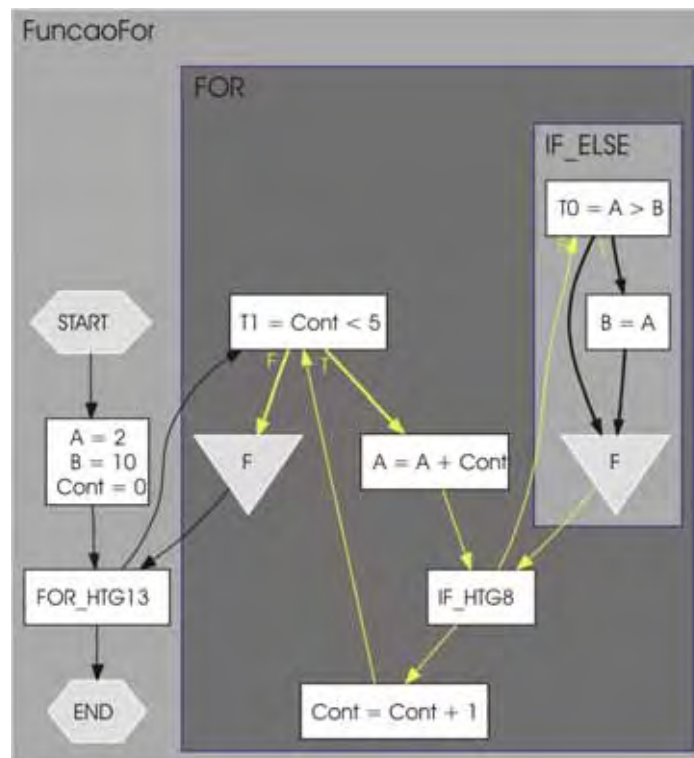 FuncaoFor
FOR
IF_ELSE
T0 = A > B
B = A
F
START
T1 = Cont < 5
F
T
A = 2
B = 10
Cont = 0
F
A = A + Cont
FOR_HTG13
IF_HTG8
END
Cont = Cont + 1